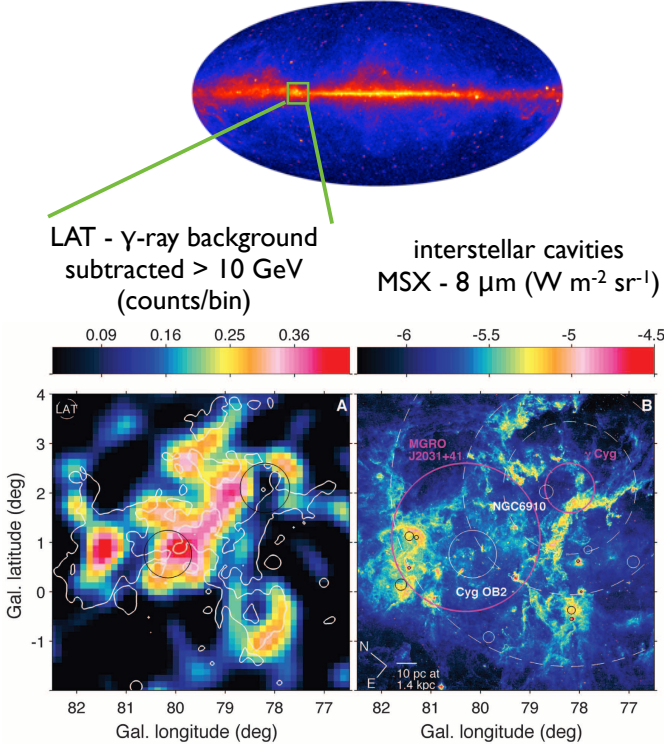 LAT - γ-ray background
subtracted > 10 GeV
(counts/bin)
interstellar cavities
MSX - 8 μm (W m-2 sr-1)
0.09 0.16 0.25 0.36
-6 -5.5 -5 -4.5
LAT
A
4
3
2
1
0
-1
Gal. latitude (deg)
82 81 80 79 78 77
Gal. longitude (deg)
B
MGRO
J2031+41
γ Cyg
NGC6910
Cyg OB2
N
E
10 pc at
1.4 kpc
82 81 80 79 78 77
Gal. longitude (deg)
Gal. latitude (deg)